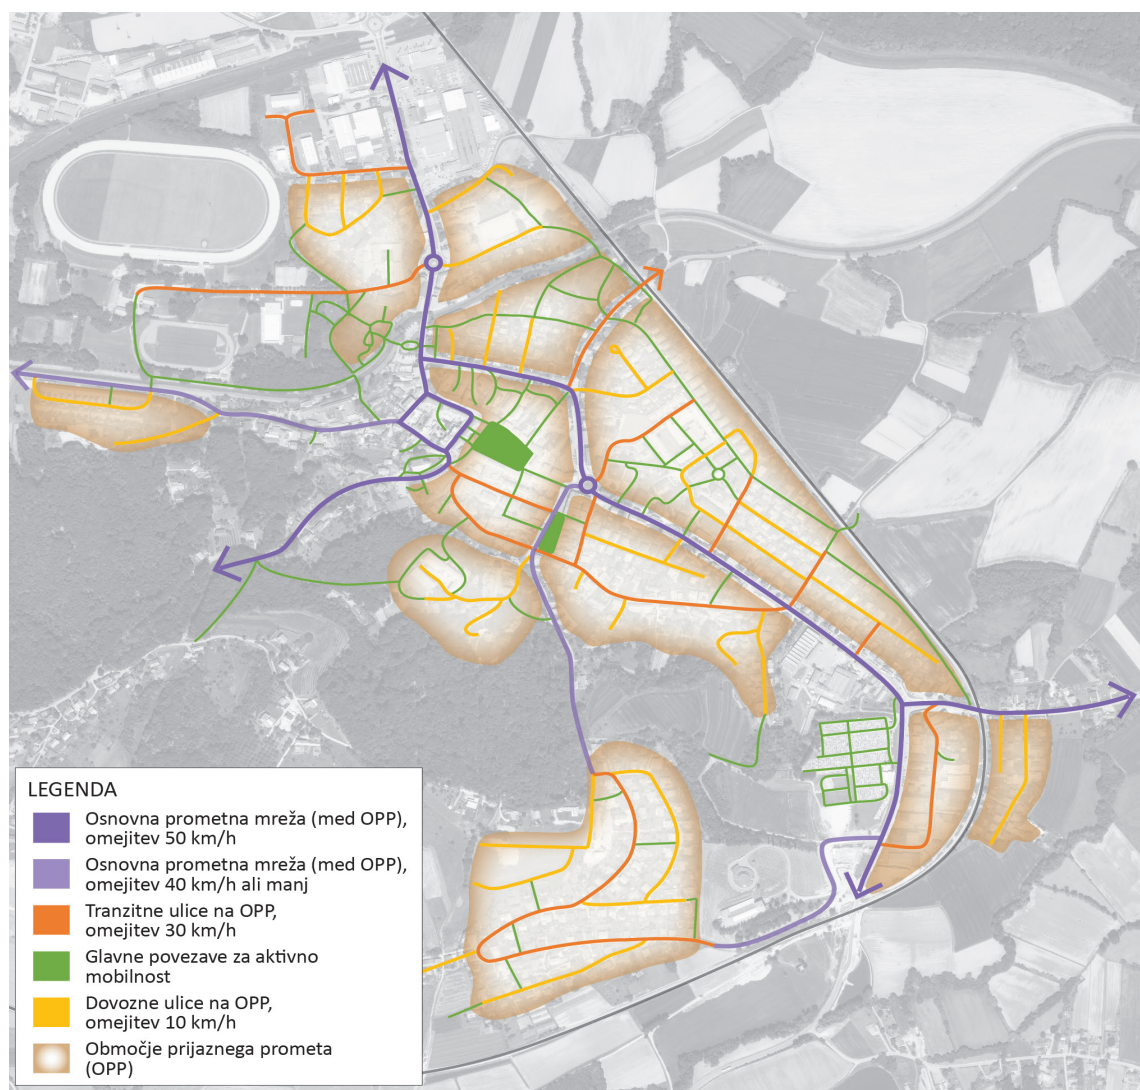 LEGENDA
Osnovna prometna mreža (med OPP),
omejitev 50 km/h
Osnovna prometna mreža (med OPP),
omejitev 40 km/h ali manj
Tranzitne ulice na OPP,
omejitev 30 km/h
Glavne povezave za aktivno
mobilnost
Dovozne ulice na OPP,
omejitev 10 km/h
Območje prijaznega prometa
(OPP)